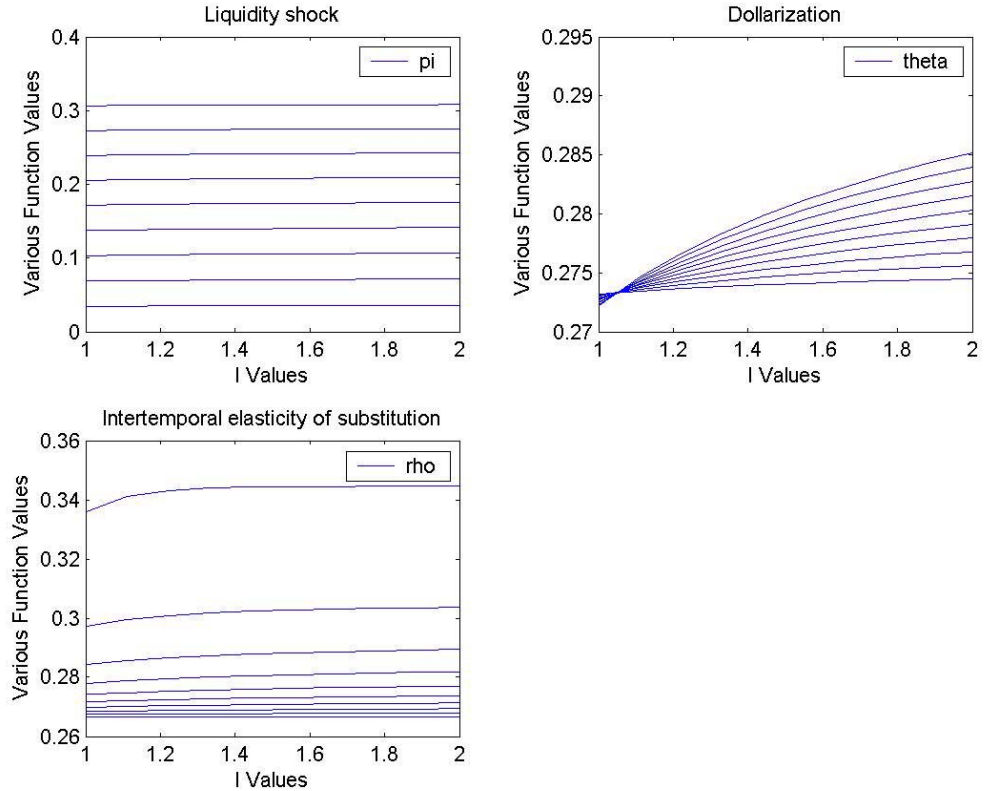 Liquidity shock
0.4
0.3
0.2
0.1
0
Various Function Values
pi
1 1.2 1.4 1.6 1.8 2
I Values
Dollarization
0.295
0.29
0.285
0.28
0.275
0.27
Various Function Values
theta
1 1.2 1.4 1.6 1.8 2
I Values
Intertemporal elasticity of substitution
0.36
0.34
0.32
0.3
0.28
0.26
Various Function Values
rho
1 1.2 1.4 1.6 1.8 2
I Values